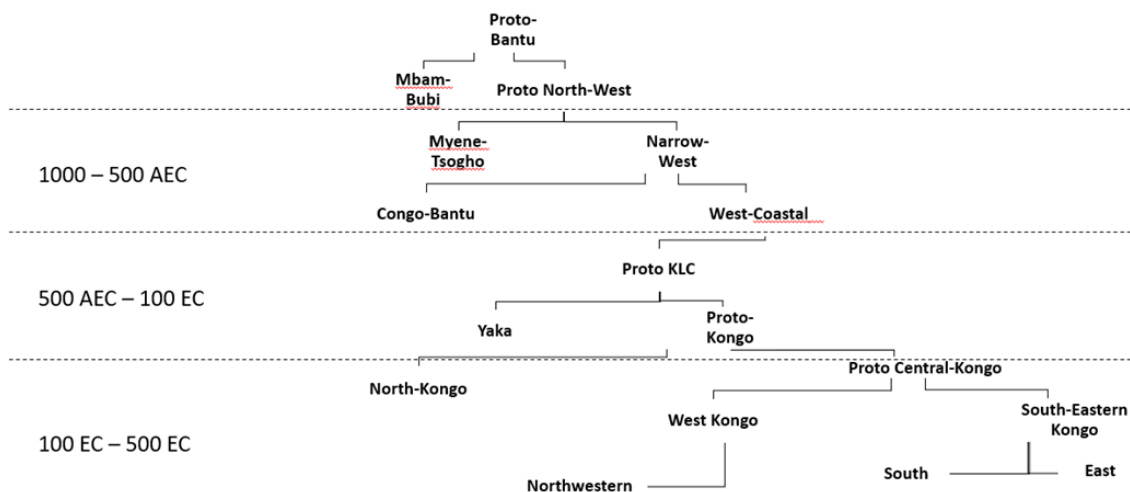 Proto-
Bantu
Mbam-
Bubi
Proto North-West
Myene-
Tsogho
Narrow-
West
1000 – 500 AEC
Congo-Bantu
West-Coastal
Proto KLC
500 AEC – 100 EC
Yaka
Proto-
Kongo
Proto Central-Kongo
North-Kongo
West Kongo
South-Eastern
Kongo
100 EC – 500 EC
South
East
Northwestern